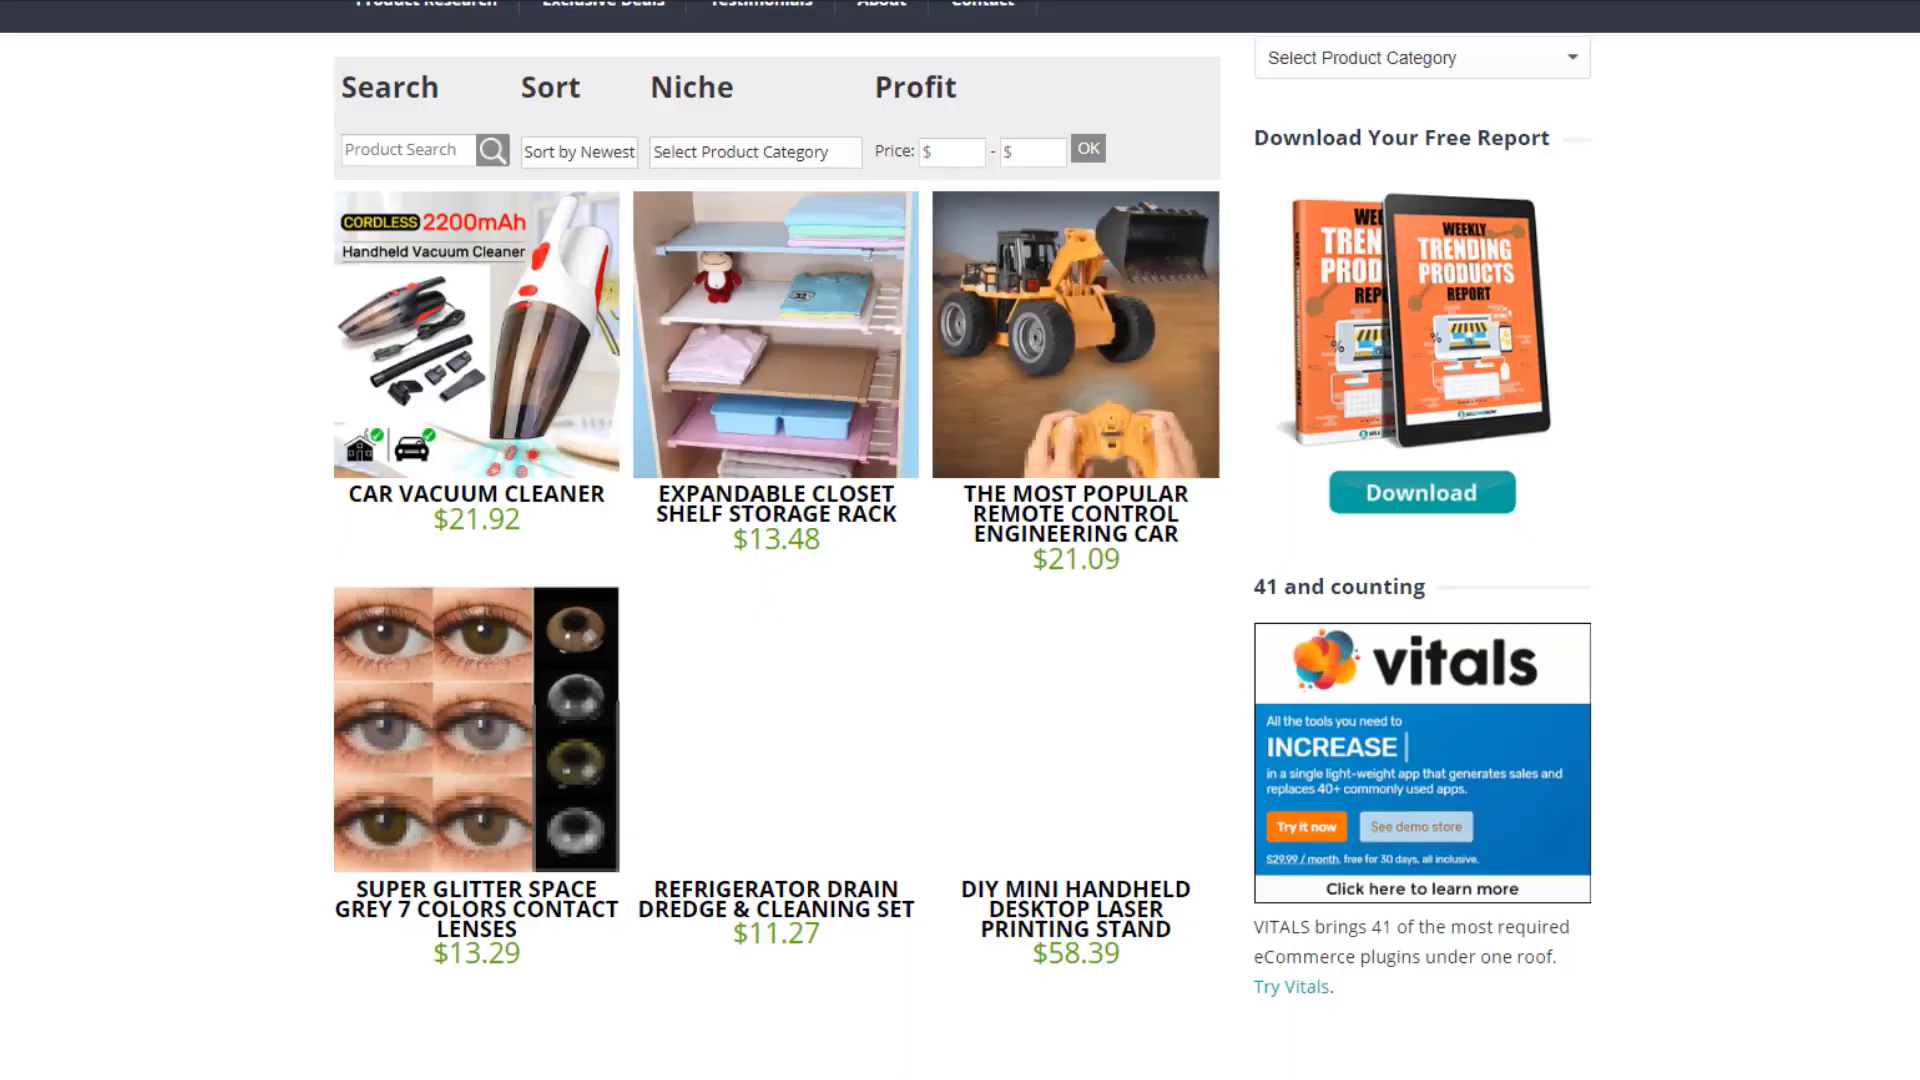 Product Research
Exclusive Deals
Testimonials
About
Contact
Search
Sort
Niche
Profit
Product Search
Sort by Newest
Select Product Category
Price: $ - $ OK
Select Product Category
Download Your Free Report
CORDLESS 2200mAh
Handheld Vacuum Cleaner
WEEKLY
TRENDING
PRODUCTS
REPORT
CAR VACUUM CLEANER
$21.92
EXPANDABLE CLOSET
SHELF STORAGE RACK
$13.48
THE MOST POPULAR
REMOTE CONTROL
ENGINEERING CAR
$21.09
Download
41 and counting
vitals
All the tools you need to
INCREASE
in a single light-weight app that generates sales and
replaces 40+ commonly used apps.
Try it now
See demo store
$29.99 / month, free for 30 days, all inclusive.
Click here to learn more
SUPER GLITTER SPACE
GREY 7 COLORS CONTACT
LENSES
$13.29
REFRIGERATOR DRAIN
DREDGE & CLEANING SET
$11.27
DIY MINI HANDHELD
DESKTOP LASER
PRINTING STAND
$58.39
VITALS brings 41 of the most required
eCommerce plugins under one roof.
Try Vitals.